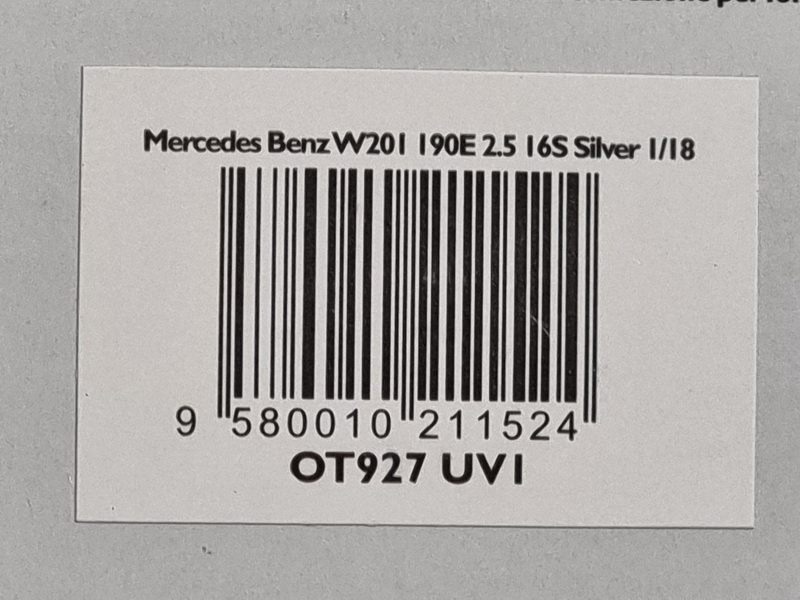 Mercedes Benz W201 190E 2.5 16S Silver 1/18
9 580010 211524
OT927 UV1